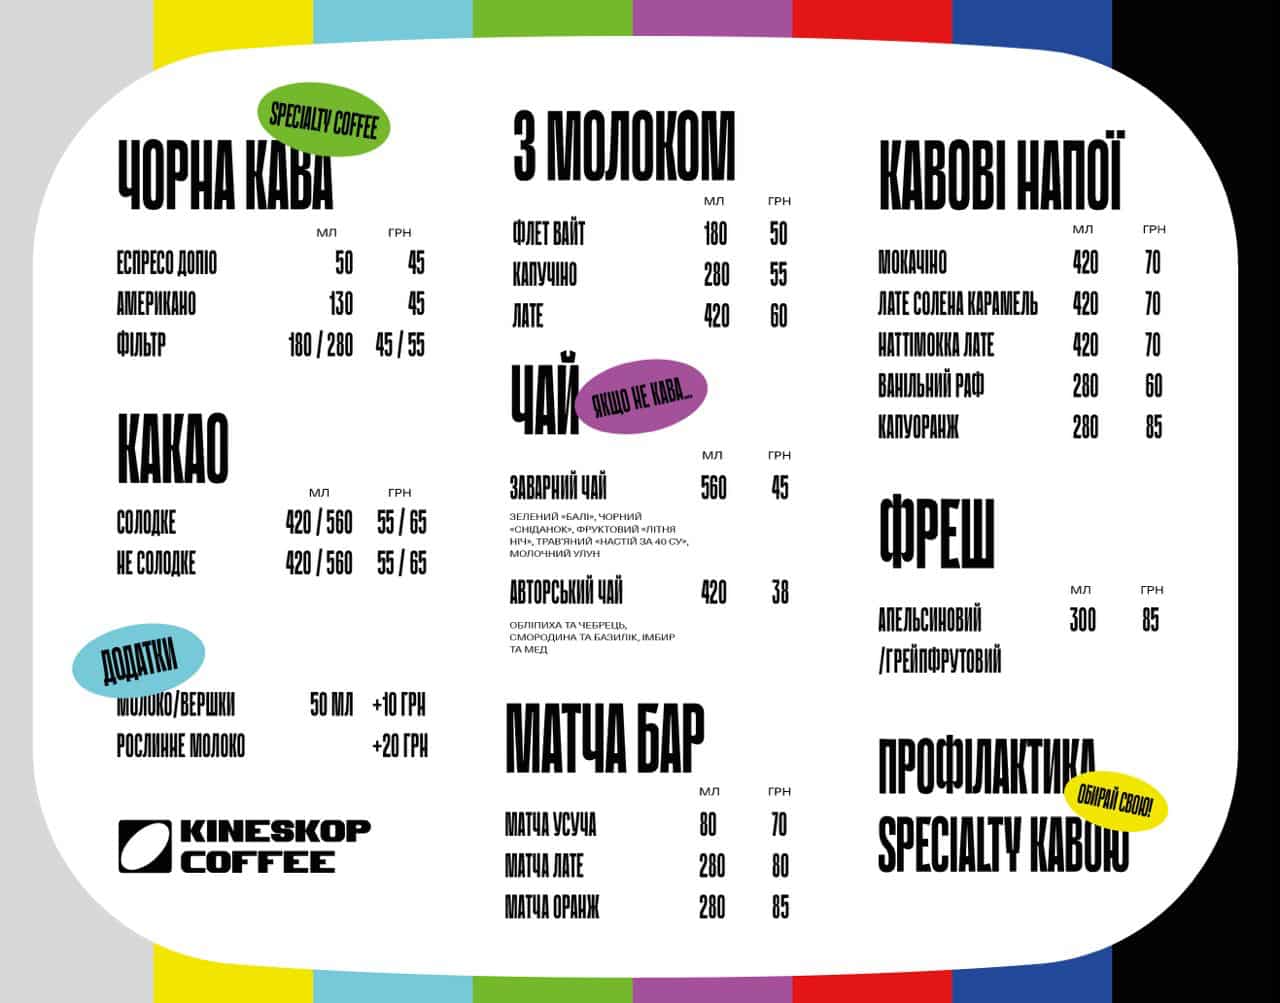 SPECIALTY COFFEE
ЧОРНА КАВА
МЛ ГРН
ЕСПРЕСО ДОПІО 50 45
АМЕРИКАНО 130 45
ФІЛЬТР 180 / 280 45 / 55
КАКАО
МЛ ГРН
СОЛОДКЕ 420 / 560 55 / 65
НЕ СОЛОДКЕ 420 / 560 55 / 65
ДОДАТКИ
МОЛОКО/ВЕРШКИ 50 МЛ +10 ГРН
РОСЛИННЕ МОЛОКО +20 ГРН
KINESKOP
COFFEE
З МОЛОКОМ
МЛ ГРН
ФЛЕТ ВАЙТ 180 50
КАПУЧІНО 280 55
ЛАТЕ 420 60
ЧАЙ
ЯКЩО НЕ КАВА...
МЛ ГРН
ЗАВАРНИЙ ЧАЙ 560 45
ЗЕЛЕНИЙ «БАЛІ», ЧОРНИЙ
«СНІДАНОК», ФРУКТОВИЙ «ЛІТНЯ
НІЧ», ТРАВ'ЯНИЙ «НАСТІЙ ЗА 40 СУ»,
МОЛОЧНИЙ УЛУН
АВТОРСЬКИЙ ЧАЙ 420 38
ОБЛІПИХА ТА ЧЕБРЕЦЬ,
СМОРОДИНА ТА БАЗИЛІК, ІМБИР
ТА МЕД
МАТЧА БАР
МЛ ГРН
МАТЧА УСУЧА 80 70
МАТЧА ЛАТЕ 280 80
МАТЧА ОРАНЖ 280 85
КАВОВІ НАПОЇ
МЛ ГРН
МОКАЧІНО 420 70
ЛАТЕ СОЛЕНА КАРАМЕЛЬ 420 70
НАТТІМОККА ЛАТЕ 420 70
ВАНІЛЬНИЙ РАФ 280 60
КАПУОРАНЖ 280 85
ФРЕШ
МЛ ГРН
АПЕЛЬСИНОВИЙ 300 85
/ГРЕЙПФРУТОВИЙ
ПРОФІЛАКТИКА
ОБИРАЙ СВОЮ!
SPECIALTY КАВОЮ